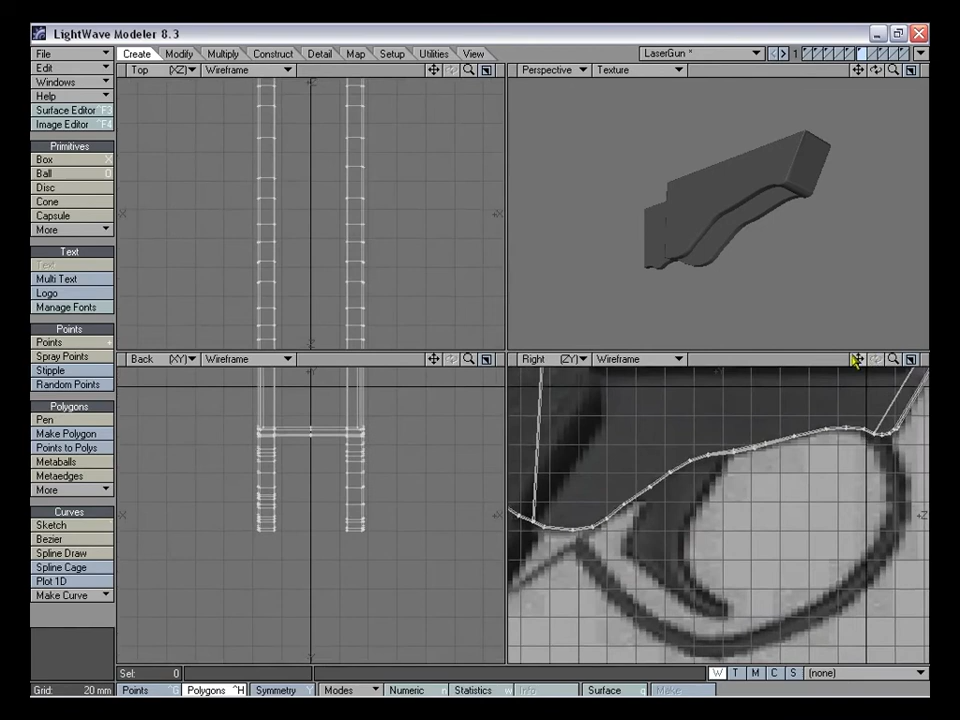 LightWave Modeler 8.3
File Create Modify Multiply Construct Detail Map Setup Utilities View LaserGun * 1
Edit Top (XZ) Wireframe Perspective Texture
Windows
Help
Surface Editor ^F3
Image Editor ^F4
Primitives
Box X
Ball O
Disc
Cone
Capsule
More
Text
Text
Multi Text
Logo
Manage Fonts
Points
Points +
Spray Points
Stipple
Random Points
Polygons
Pen
Make Polygon
Points to Polys
Metaballs
Metaedges
More
Curves
Sketch
Bezier
Spline Draw
Spline Cage
Plot 1D
Make Curve
Back (XY) Wireframe Right (ZY) Wireframe
Sel: 0 W T M C S (none)
Grid: 20 mm Points ^G Polygons ^H Symmetry Y Modes Numeric n Statistics w Info Surface q Make